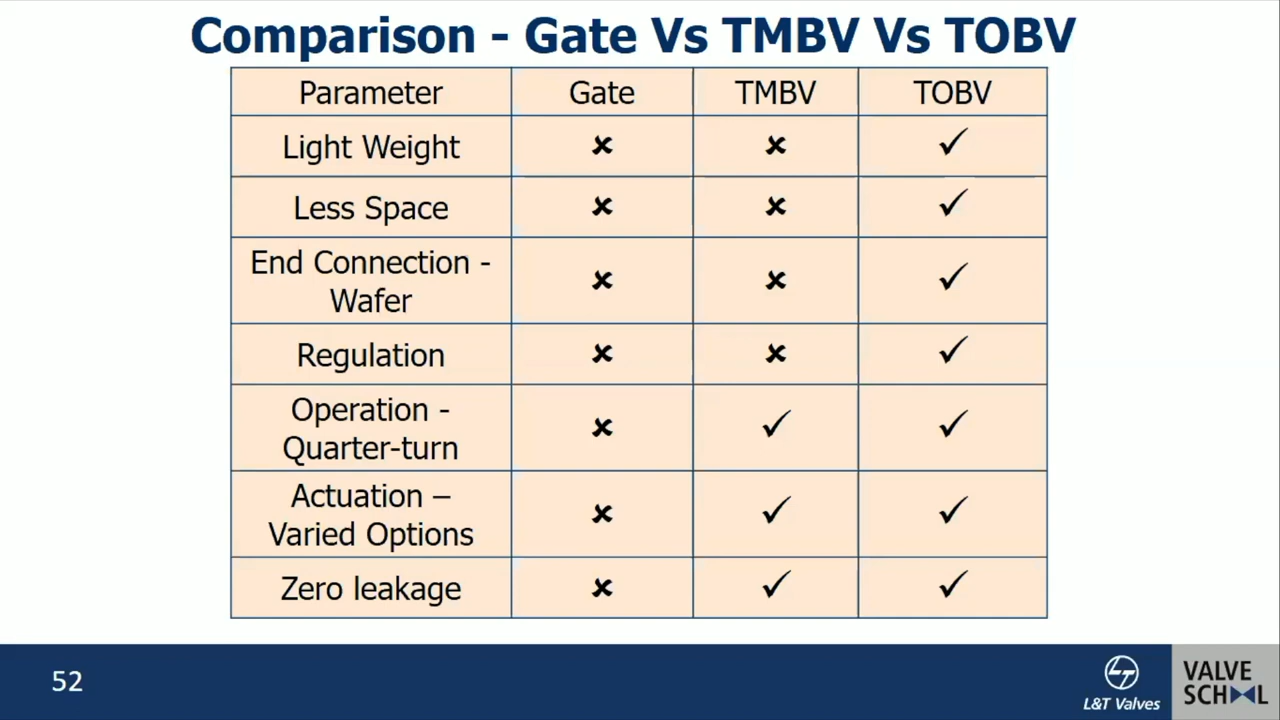 Comparison - Gate Vs TMBV Vs TOBV
Parameter Gate TMBV TOBV
Light Weight ✘ ✘ ✓
Less Space ✘ ✘ ✓
End Connection -
Wafer ✘ ✘ ✓
Regulation ✘ ✘ ✓
Operation -
Quarter-turn ✘ ✓ ✓
Actuation –
Varied Options ✘ ✓ ✓
Zero leakage ✘ ✓ ✓
52
L&T Valves
VALVE
SCHOOL